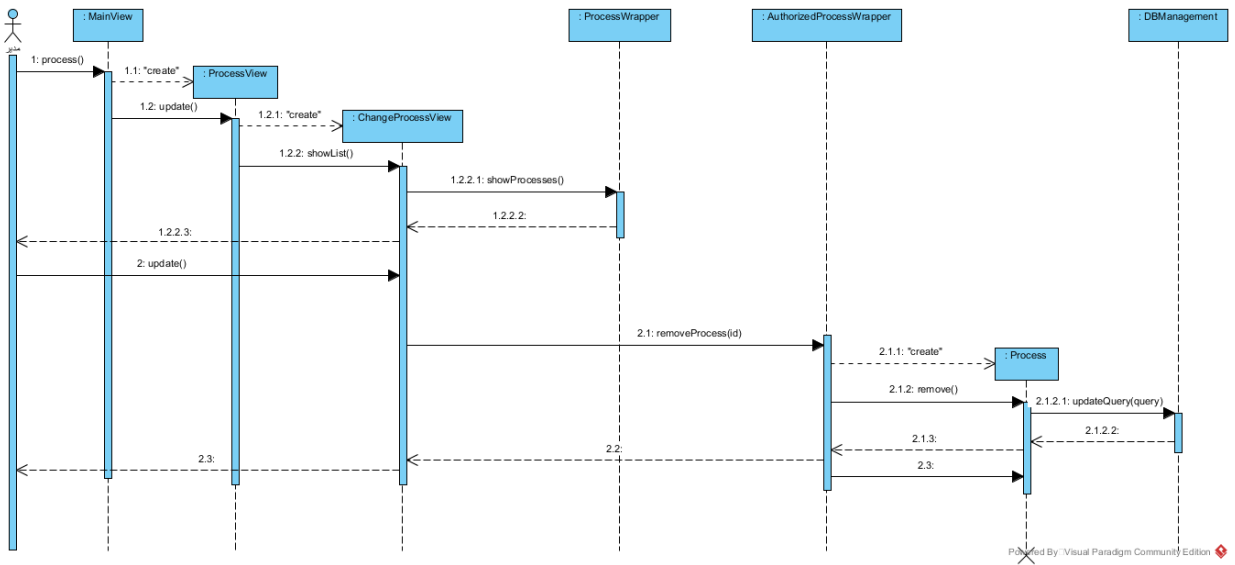 : MainView
: ProcessWrapper
: AuthorizedProcessWrapper
: DBManagement
مدیر
1: process()
1.1: "create"
: ProcessView
1.2: update()
1.2.1: "create"
: ChangeProcessView
1.2.2: showList()
1.2.2.1: showProcesses()
1.2.2.2:
1.2.2.3:
2: update()
2.1: removeProcess(id)
2.1.1: "create"
: Process
2.1.2: remove()
2.1.2.1: updateQuery(query)
2.1.2.2:
2.1.3:
2.2:
2.3:
2.3:
Powered By Visual Paradigm Community Edition